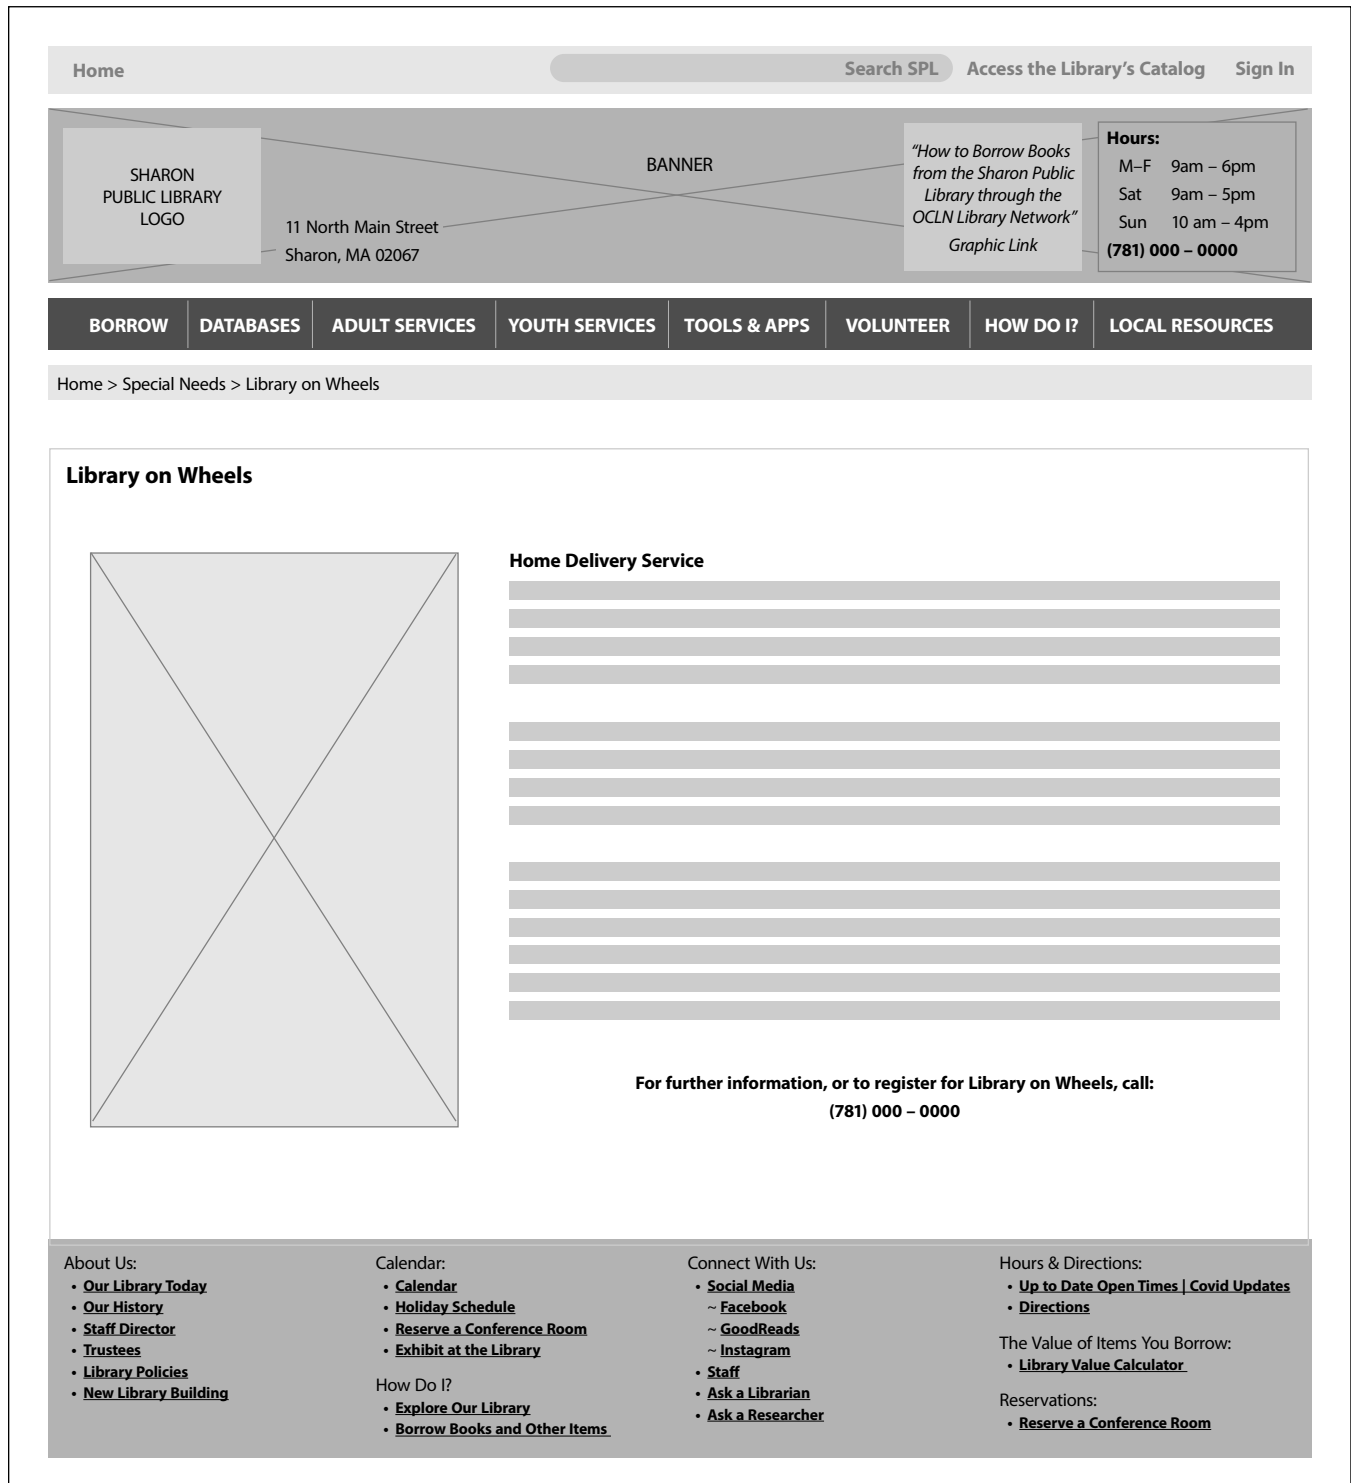 Home
Search SPL
Access the Library’s Catalog
Sign In
SHARON
PUBLIC LIBRARY
LOGO
11 North Main Street
Sharon, MA 02067
BANNER
“How to Borrow Books
from the Sharon Public
Library through the
OCLN Library Network”
Graphic Link
Hours:
M–F 9am – 6pm
Sat 9am – 5pm
Sun 10 am – 4pm
(781) 000 – 0000
BORROW
DATABASES
ADULT SERVICES
YOUTH SERVICES
TOOLS & APPS
VOLUNTEER
HOW DO I?
LOCAL RESOURCES
Home > Special Needs > Library on Wheels
Library on Wheels
Home Delivery Service
For further information, or to register for Library on Wheels, call:
(781) 000 – 0000
About Us:
• Our Library Today
• Our History
• Staff Director
• Trustees
• Library Policies
• New Library Building
Calendar:
• Calendar
• Holiday Schedule
• Reserve a Conference Room
• Exhibit at the Library
How Do I?
• Explore Our Library
• Borrow Books and Other Items
Connect With Us:
• Social Media
~ Facebook
~ GoodReads
~ Instagram
• Staff
• Ask a Librarian
• Ask a Researcher
Hours & Directions:
• Up to Date Open Times | Covid Updates
• Directions
The Value of Items You Borrow:
• Library Value Calculator
Reservations:
• Reserve a Conference Room